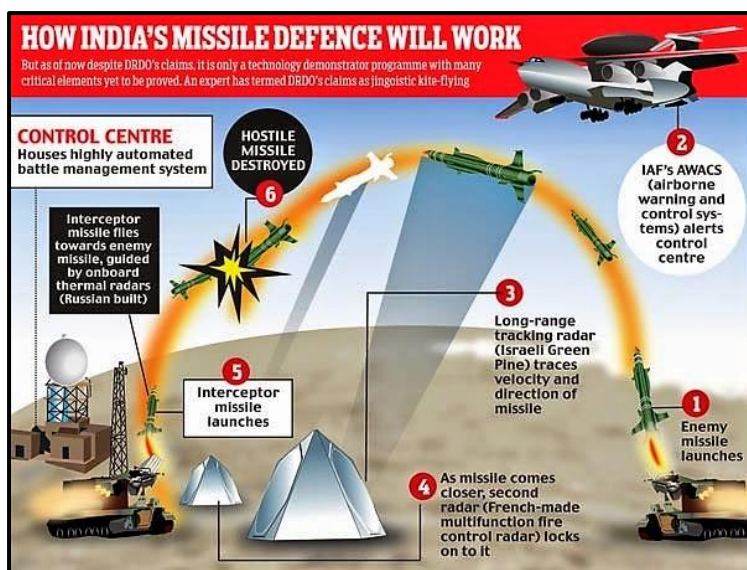 HOW INDIA'S MISSILE DEFENCE WILL WORK
But as of now despite DRDO's claims, it is only a technology demonstrator programme with many
critical elements yet to be proved. An expert has termed DRDO's claims as jingoistic kite-flying
CONTROL CENTRE
Houses highly automated
battle management system
HOSTILE
MISSILE
DESTROYED
6
2
IAF's AWACS
(airborne
warning and
control sys-
tems) alerts
control
centre
Interceptor
missile flies
towards enemy
missile, guided
by onboard
thermal radars
(Russian built)
3
Long-range
tracking radar
(Israeli Green
Pine) traces
velocity and
direction of
missile
5
Interceptor
missile
launches
1
Enemy
missile
launches
4
As missile comes
closer, second
radar (French-made
multifunction fire
control radar) locks
on to it